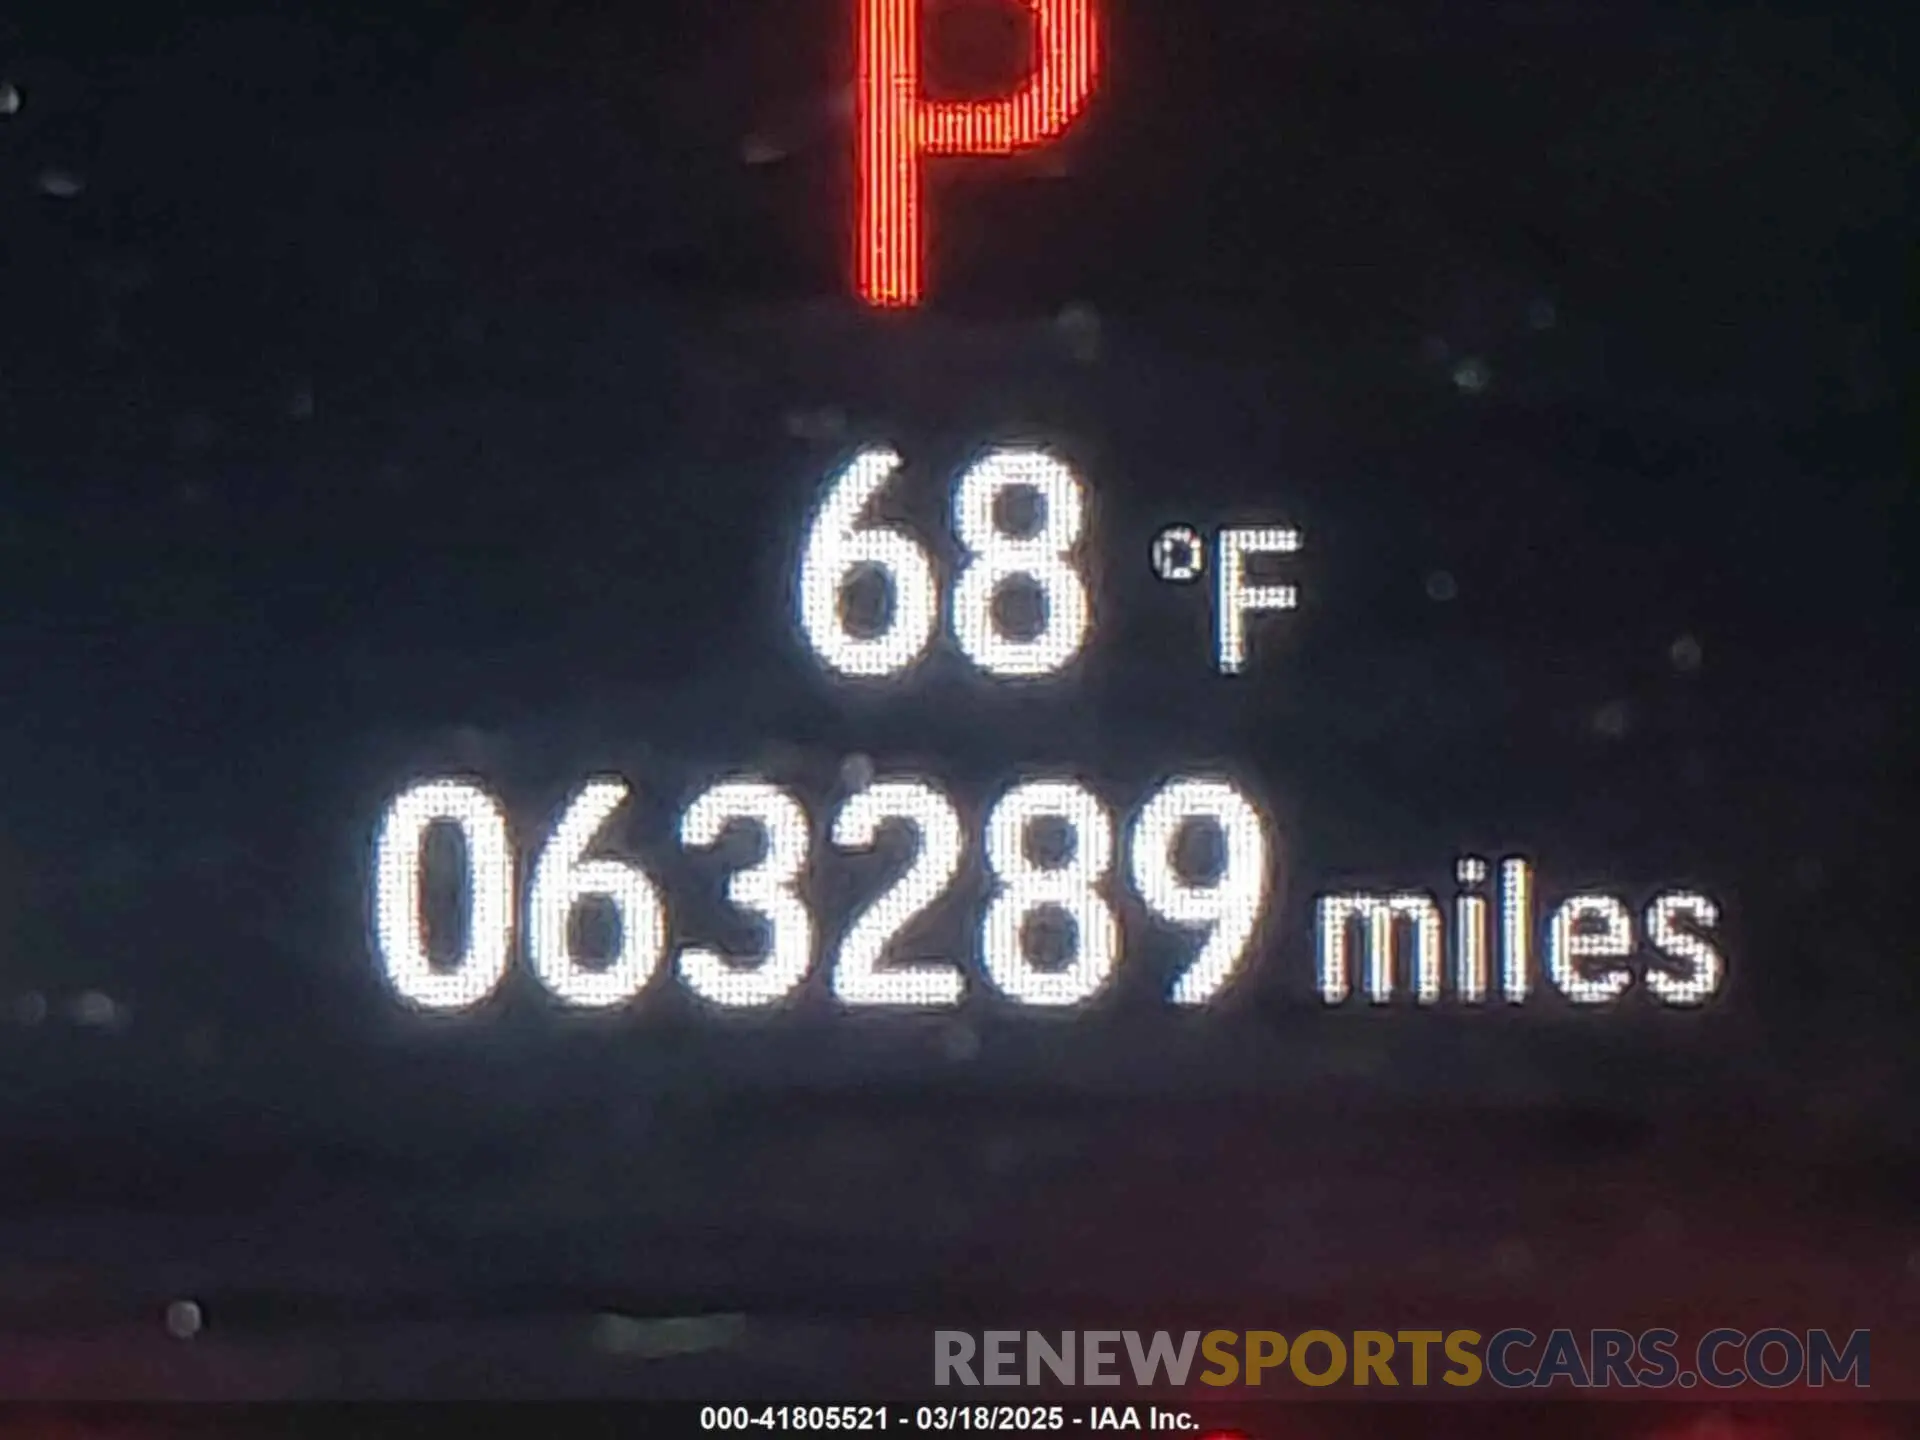 P
68 °F
063289 miles
RENEWSPORTSCARS.COM
000-41805521 - 03/18/2025 - IAA Inc.